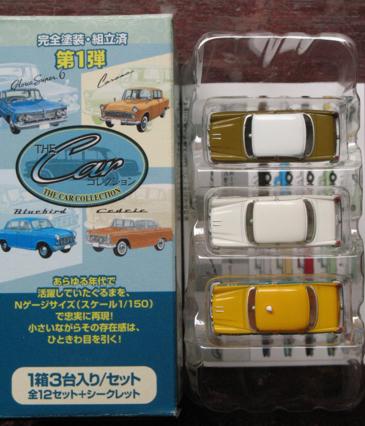 完全塗装・組立済
第1弾
Gloria Super 6
Corona
THE
Car
コレクション
THE CAR COLLECTION
Bluebird
Cedric
あらゆる年代で
活躍していたくるまを、
Nゲージサイズ(スケール1/150)
で忠実に再現!
小さいながらその存在感は、
ひときわ目を引く!
1箱3台入り/セット
全12セット+シークレット